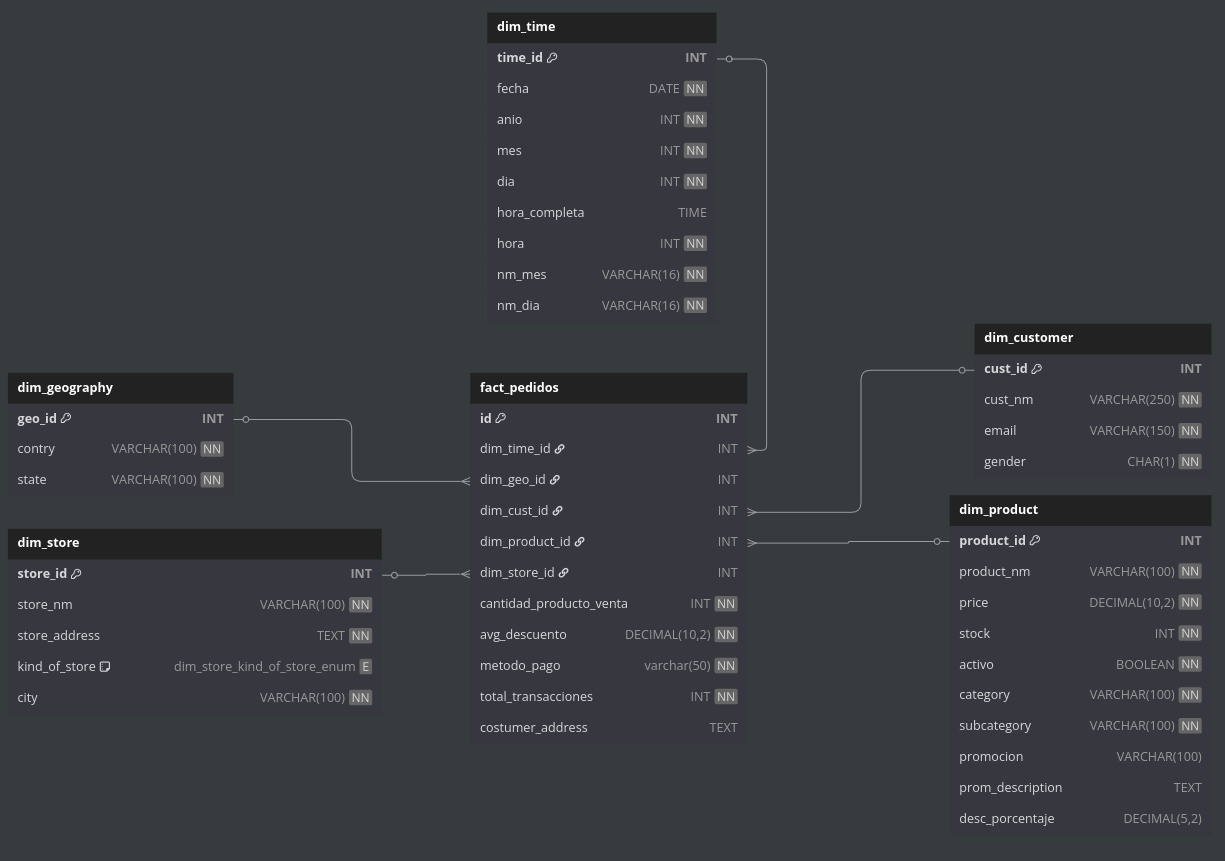 dim_time
time_id INT
fecha DATE NN
anio INT NN
mes INT NN
dia INT NN
hora_completa TIME
hora INT NN
nm_mes VARCHAR(16) NN
nm_dia VARCHAR(16) NN
dim_geography
geo_id INT
contry VARCHAR(100) NN
state VARCHAR(100) NN
dim_store
store_id INT
store_nm VARCHAR(100) NN
store_address TEXT NN
kind_of_store dim_store_kind_of_store_enum E
city VARCHAR(100) NN
fact_pedidos
id INT
dim_time_id INT
dim_geo_id INT
dim_cust_id INT
dim_product_id INT
dim_store_id INT
cantidad_producto_venta INT NN
avg_descuento DECIMAL(10,2) NN
metodo_pago varchar(50) NN
total_transacciones INT NN
costumer_address TEXT
dim_customer
cust_id INT
cust_nm VARCHAR(250) NN
email VARCHAR(150) NN
gender CHAR(1) NN
dim_product
product_id INT
product_nm VARCHAR(100) NN
price DECIMAL(10,2) NN
stock INT NN
activo BOOLEAN NN
category VARCHAR(100) NN
subcategory VARCHAR(100) NN
promocion VARCHAR(100)
prom_description TEXT
desc_porcentaje DECIMAL(5,2)